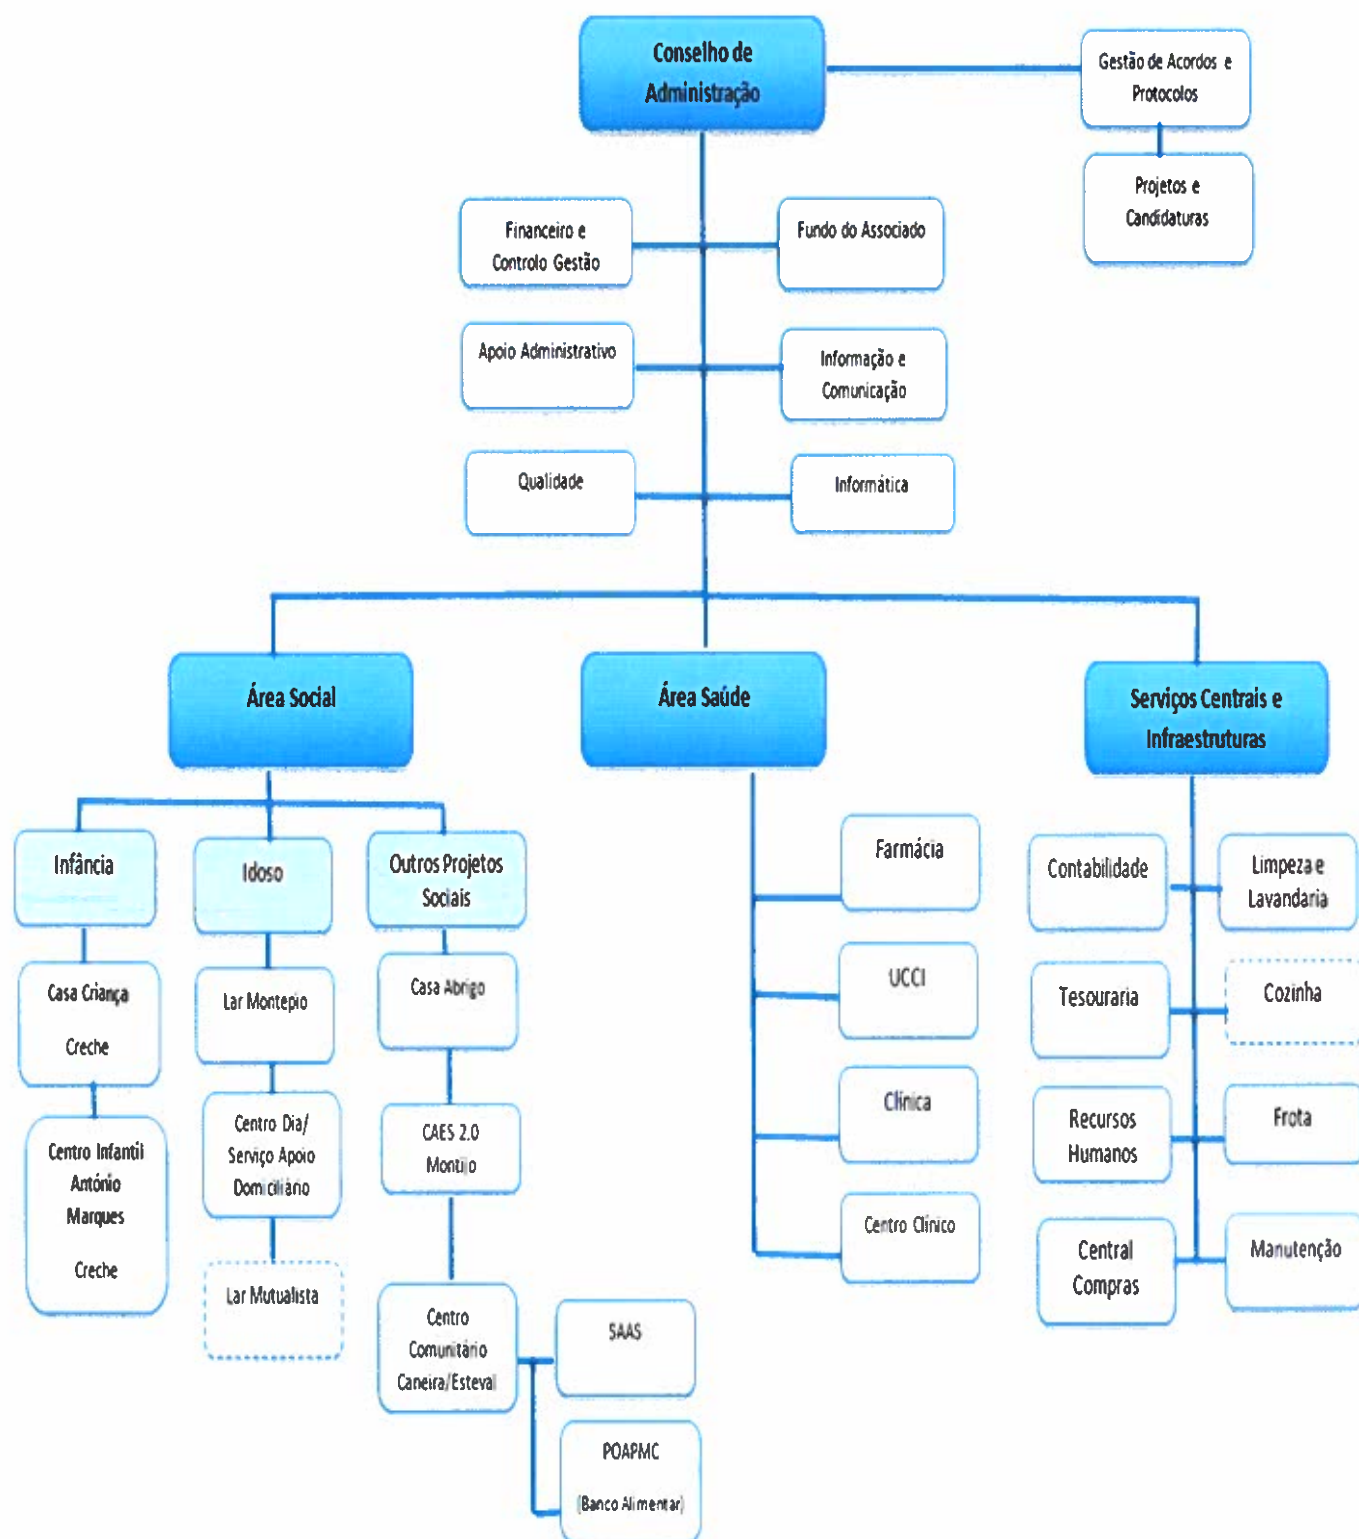 Conselho de
Administração
Gestão de Acordos e
Protocolos
Projetos e
Candidaturas
Financeiro e
Controlo Gestão
Fundo do Associado
Apoio Administrativo
Informação e
Comunicação
Qualidade
Informática
Área Social
Área Saúde
Serviços Centrais e
Infraestruturas
Infância
Idoso
Outros Projetos
Sociais
Casa Criança
Creche
Centro Infantil
António
Marques
Creche
Lar Montepio
Centro Dia/
Serviço Apoio
Domiciliário
Lar Mutualista
Casa Abrigo
CAES 2.0
Montijo
Centro
Comunitário
Caneira/Esteval
SAAS
POAPMC
(Banco Alimentar)
Farmácia
UCCI
Clínica
Centro Clínico
Contabilidade
Limpeza e
Lavandaria
Tesouraria
Cozinha
Recursos
Humanos
Frota
Central
Compras
Manutenção